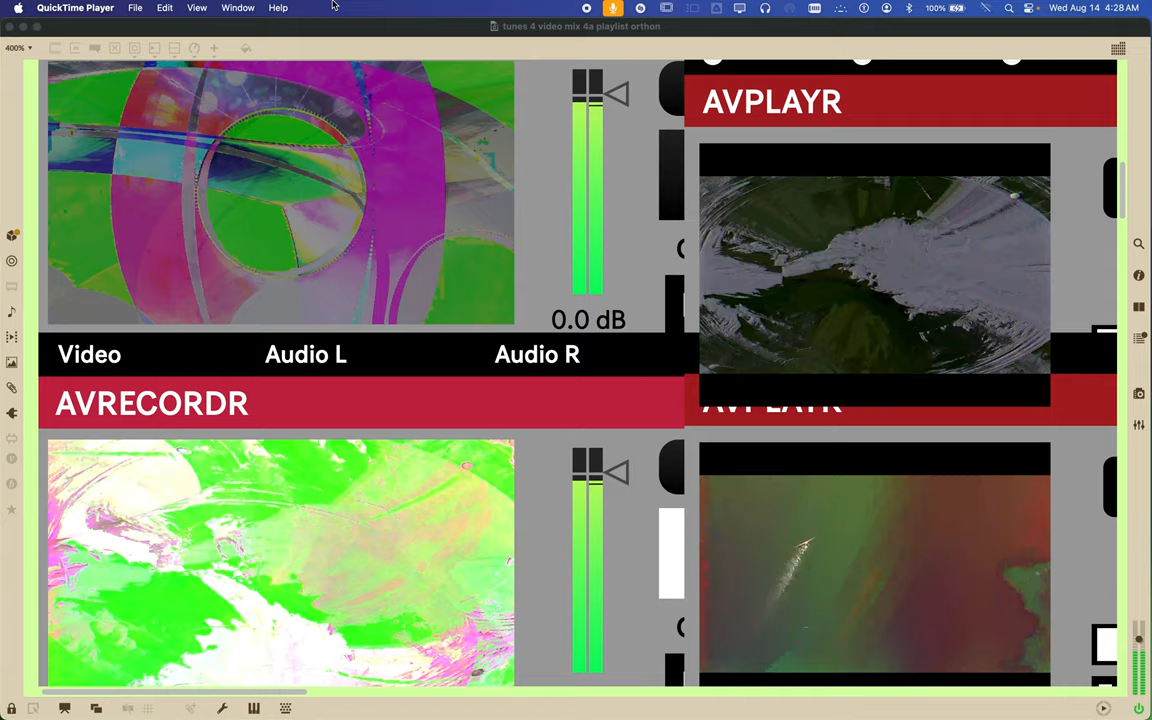 QuickTime Player File Edit View Window Help 100% Wed Aug 14 4:28 AM
tunes 4 video mix 4a playlist orthon
400%
AVPLAYR
0.0 dB
Video Audio L Audio R
AVRECORDR
AVPLAYR